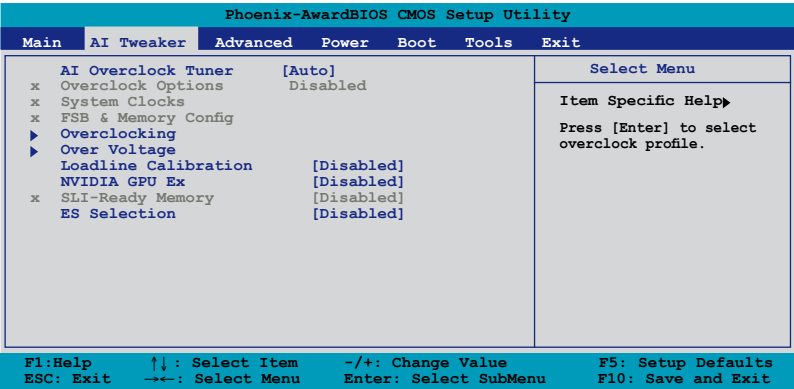 Phoenix-AwardBIOS CMOS Setup Utility
Main AI Tweaker Advanced Power Boot Tools Exit
AI Overclock Tuner [Auto]
x Overclock Options Disabled
x System Clocks
x FSB & Memory Config
Overclocking
Over Voltage
Loadline Calibration [Disabled]
NVIDIA GPU Ex [Disabled]
x SLI-Ready Memory [Disabled]
ES Selection [Disabled]
Select Menu
Item Specific Help
Press [Enter] to select
overclock profile.
F1:Help ↑↓ : Select Item -/+: Change Value F5: Setup Defaults
ESC: Exit →←: Select Menu Enter: Select SubMenu F10: Save and Exit